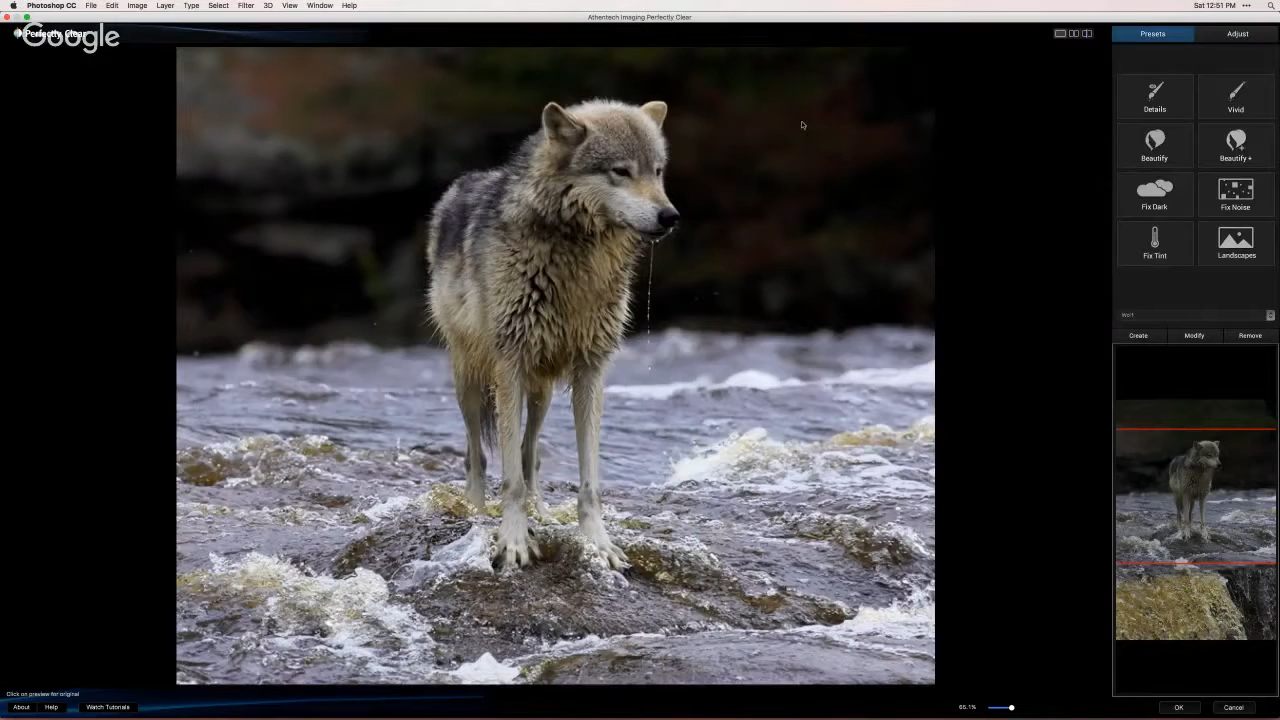 Photoshop CC File Edit Image Layer Type Select Filter 3D View Window Help Sat 12:51 PM
Athentech Imaging Perfectly Clear
Perfectly Clear
Google
Presets Adjust
Details Vivid
Beautify Beautify +
Fix Dark Fix Noise
Fix Tint Landscapes
Wolf
Create Modify Remove
Click on preview for original
About Help Watch Tutorials 65.1% OK Cancel